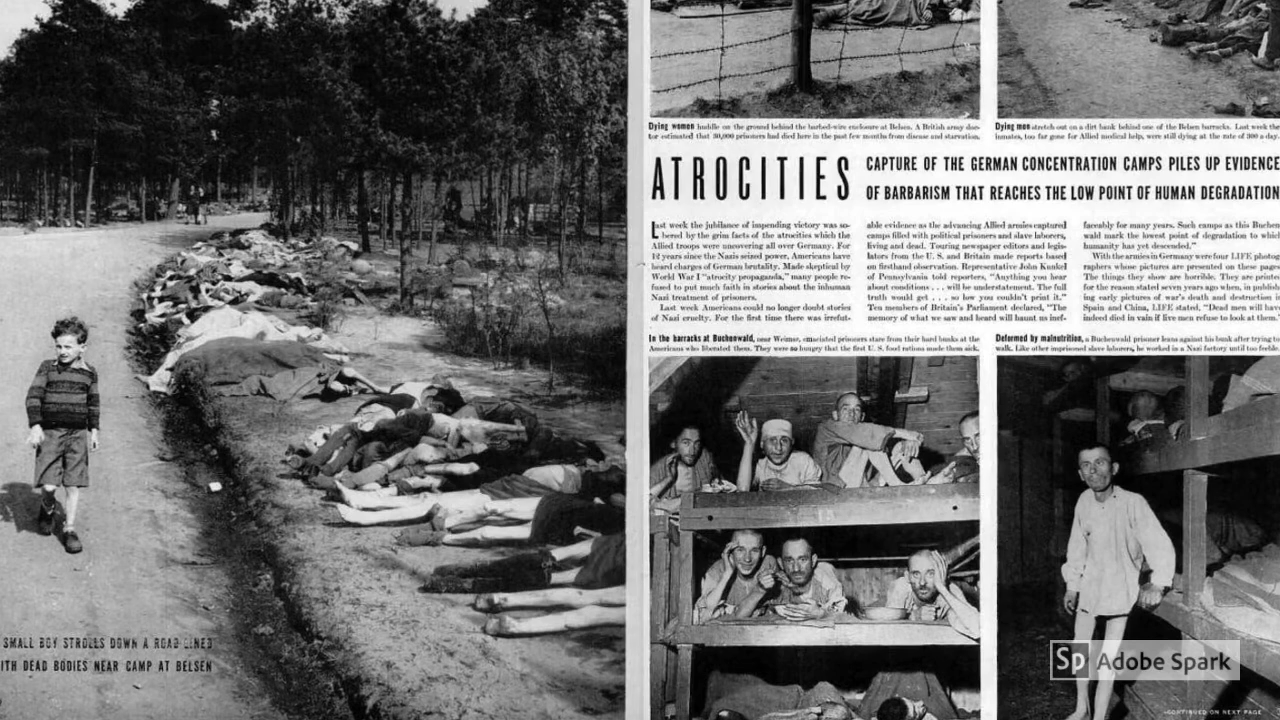 SMALL BOY STROLLS DOWN A ROAD LINED
ITH DEAD BODIES NEAR CAMP AT BELSEN
Dying women huddle on the ground behind the barbed-wire enclosure at Belsen. A British army doc-
tor estimated that 30,000 prisoners had died here in the past few months from disease and starvation.
Dying men stretch out on a dirt bank behind one of the Belsen barracks. Last week the
inmates, too far gone for Allied medical help, were still dying at the rate of 300 a day.
ATROCITIES
CAPTURE OF THE GERMAN CONCENTRATION CAMPS PILES UP EVIDENCE
OF BARBARISM THAT REACHES THE LOW POINT OF HUMAN DEGRADATION
Last week the jubilance of impending victory was so-
bered by the grim facts of the atrocities which the
Allied troops were uncovering all over Germany. For
12 years since the Nazis seized power, Americans have
heard charges of German brutality. Made skeptical by
World War I "atrocity propaganda," many people re-
fused to put much faith in stories about the inhuman
Nazi treatment of prisoners.
Last week Americans could no longer doubt stories
of Nazi cruelty. For the first time there was irrefut-
able evidence as the advancing Allied armies captured
camps filled with political prisoners and slave laborers,
living and dead. Touring newspaper editors and legis-
lators from the U. S. and Britain made reports based
on firsthand observation. Representative John Kunkel
of Pennsylvania told reporters, "Anything you hear
about conditions . . . will be understatement. The full
truth would get . . . so low you couldn't print it."
Ten members of Britain's Parliament declared, "The
memory of what we saw and heard will haunt us inef-
faceably for many years. Such camps as this Buchen
wald mark the lowest point of degradation to which
humanity has yet descended."
With the armies in Germany were four LIFE photog
raphers whose pictures are presented on these pages
The things they show are horrible. They are printed
for the reason stated seven years ago when, in publish
ing early pictures of war's death and destruction in
Spain and China, LIFE stated, "Dead men will have
indeed died in vain if live men refuse to look at them."
In the barracks at Buchenwald, near Weimar, emaciated prisoners stare from their hard bunks at the
Americans who liberated them. They were so hungry that the first U. S. food rations made them sick.
Deformed by malnutrition, a Buchenwald prisoner leans against his bunk after trying to
walk. Like other imprisoned slave laborers, he worked in a Nazi factory until too feeble.
Sp Adobe Spark
CONTINUED ON NEXT PAGE